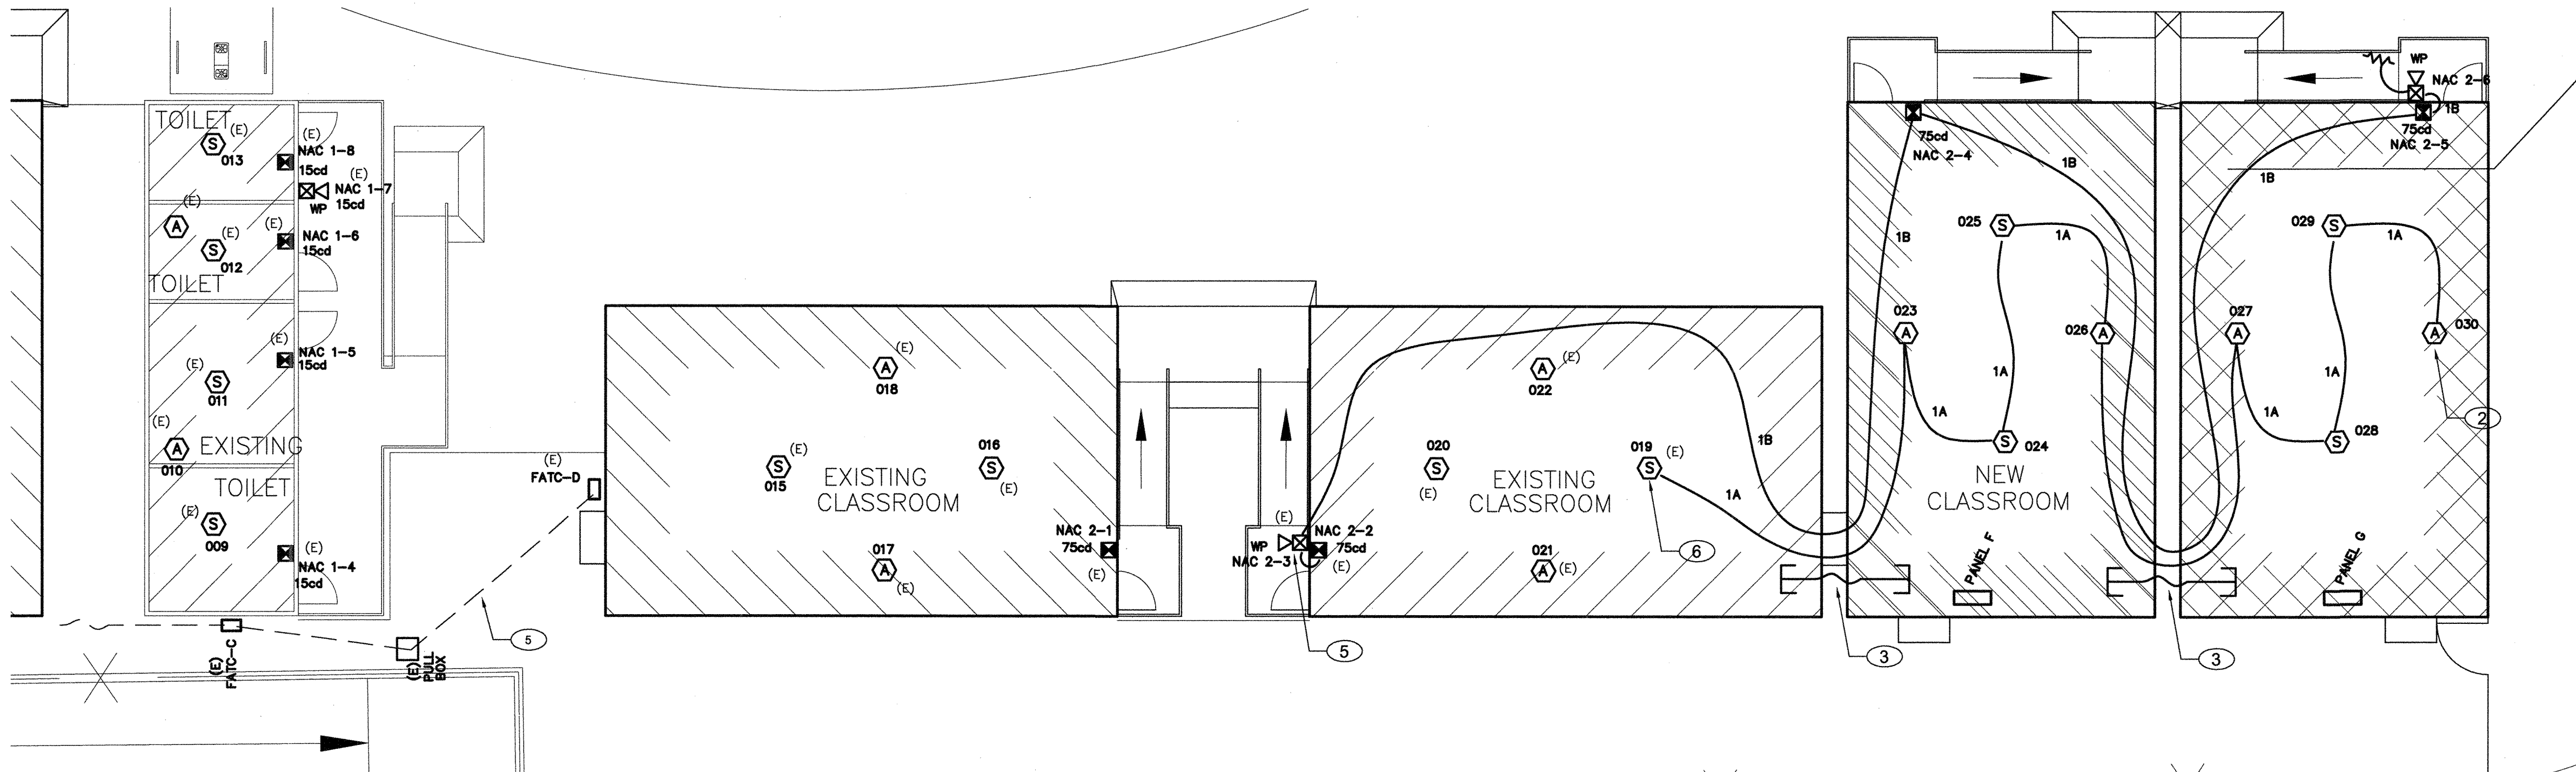 TOILET
(E)
S
013
(E)
NAC 1-8
15cd
(E)
NAC 1-7
15cd
WP
(E)
A
(E)
S
012
(E)
NAC 1-6
15cd
TOILET
(E)
NAC 1-5
15cd
(E)
S
011
(E)
A
010
EXISTING
TOILET
(E)
S
009
(E)
NAC 1-4
15cd
(E)
FATC-C
(E)
PULL
BOX
5
(E)
FATC-D
(E)
A
018
S
(E)
015
016
S
(E)
EXISTING
CLASSROOM
017
A
(E)
NAC 2-1
75cd
(E)
(E)
WP
NAC 2-3
NAC 2-2
75cd
(E)
5
A
(E)
022
020
S
(E)
019
S
(E)
EXISTING
CLASSROOM
021
A
(E)
1A
1B
6
3
75cd
NAC 2-4
1B
1B
025
S
1A
023
A
026
A
1A
1A
S
024
NEW
CLASSROOM
PANEL F
3
WP
NAC 2-6
1B
75cd
NAC 2-5
1B
029
S
1A
027
A
A
030
1A
1A
S
028
2
PANEL G